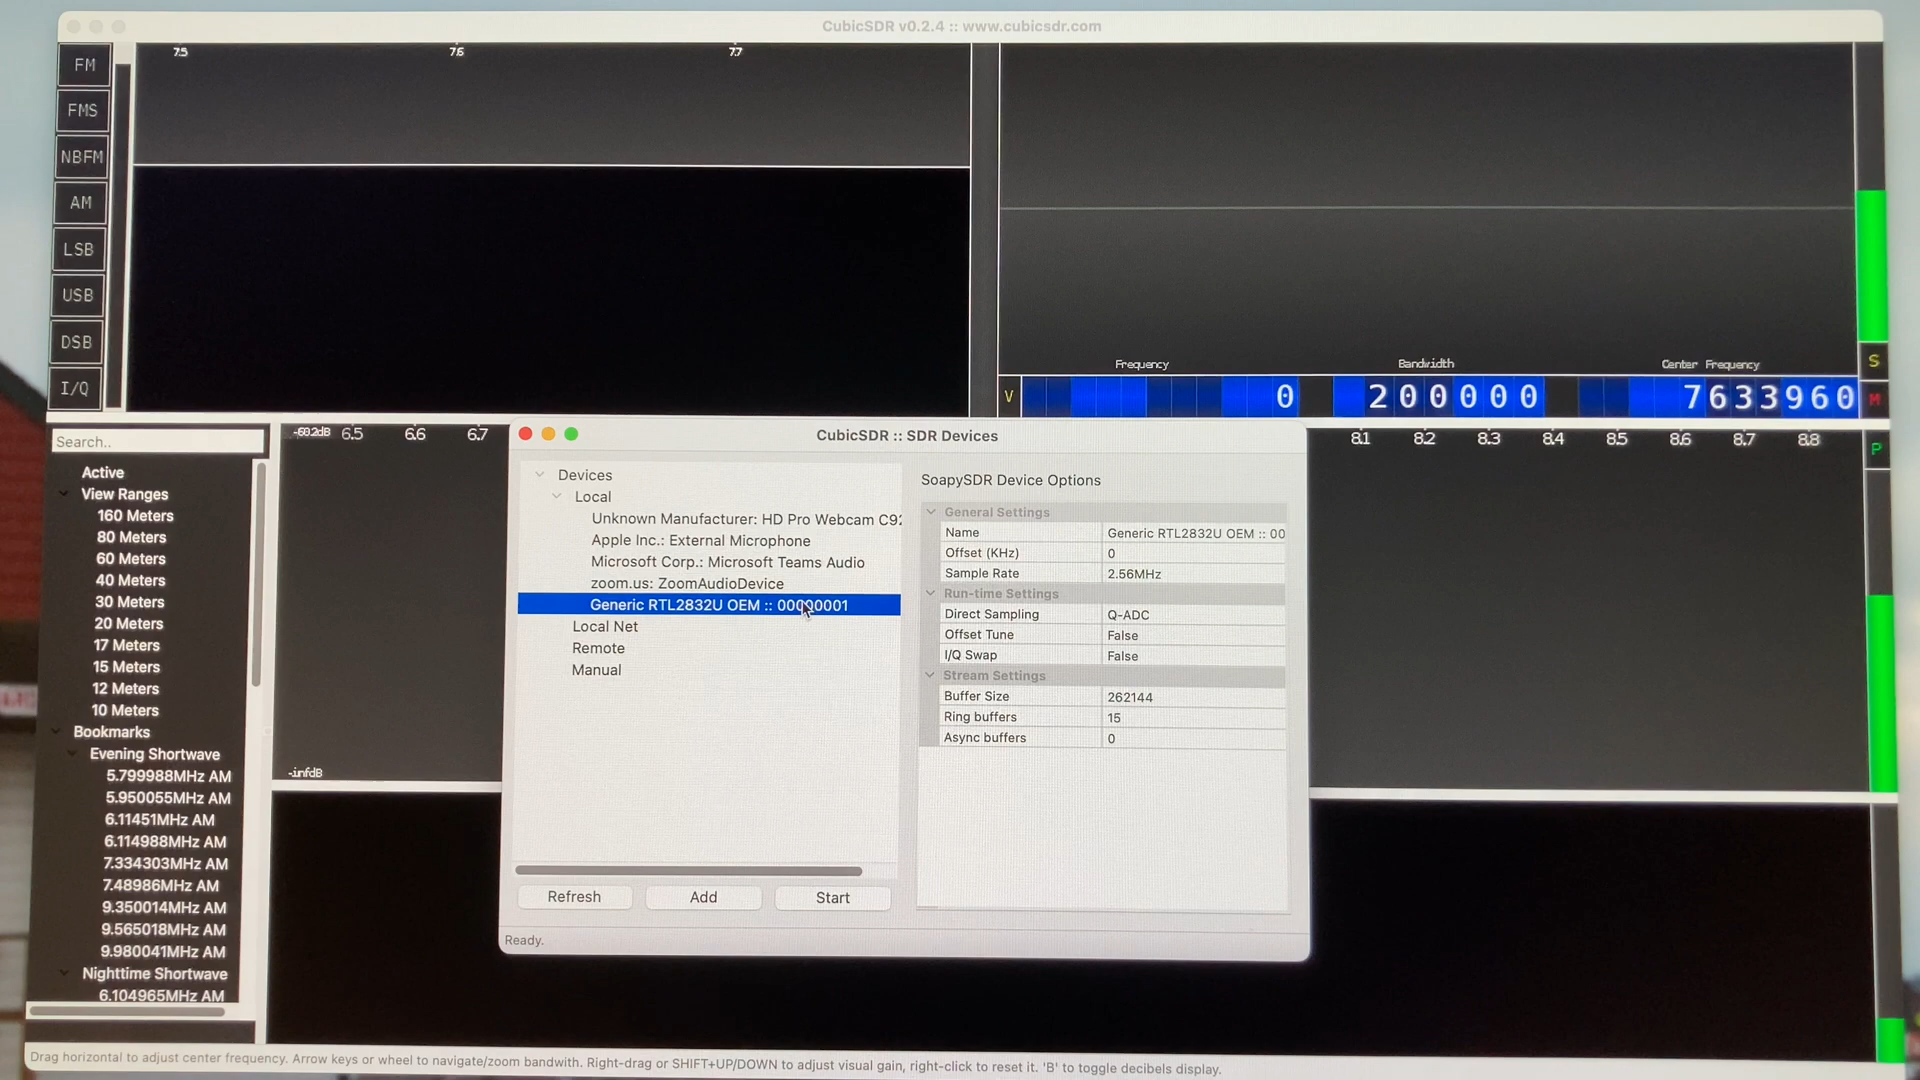 CubicSDR v0.2.4 :: www.cubicsdr.com
FM
FMS
NBFM
AM
LSB
USB
DSB
I/Q
7.5 7.6 7.7
Frequency Bandwidth Center Frequency
V 0 200000 7633960
S
M
P
Search..
Active
View Ranges
160 Meters
80 Meters
60 Meters
40 Meters
30 Meters
20 Meters
17 Meters
15 Meters
12 Meters
10 Meters
Bookmarks
Evening Shortwave
5.799988MHz AM
5.950055MHz AM
6.11451MHz AM
6.114988MHz AM
7.334303MHz AM
7.48986MHz AM
9.350014MHz AM
9.565018MHz AM
9.980041MHz AM
Nighttime Shortwave
6.104965MHz AM
6.5 6.6 6.7
8.1 8.2 8.3 8.4 8.5 8.6 8.7 8.8
-infdB
CubicSDR :: SDR Devices
Devices
Local
Unknown Manufacturer: HD Pro Webcam C92
Apple Inc.: External Microphone
Microsoft Corp.: Microsoft Teams Audio
zoom.us: ZoomAudioDevice
Generic RTL2832U OEM :: 00000001
Local Net
Remote
Manual
Refresh Add Start
Ready.
SoapySDR Device Options
General Settings
Name Generic RTL2832U OEM :: 00
Offset (KHz) 0
Sample Rate 2.56MHz
Run-time Settings
Direct Sampling Q-ADC
Offset Tune False
I/Q Swap False
Stream Settings
Buffer Size 262144
Ring buffers 15
Async buffers 0
Drag horizontal to adjust center frequency. Arrow keys or wheel to navigate/zoom bandwith. Right-drag or SHIFT+UP/DOWN to adjust visual gain, right-click to reset it. 'B' to toggle decibels display.